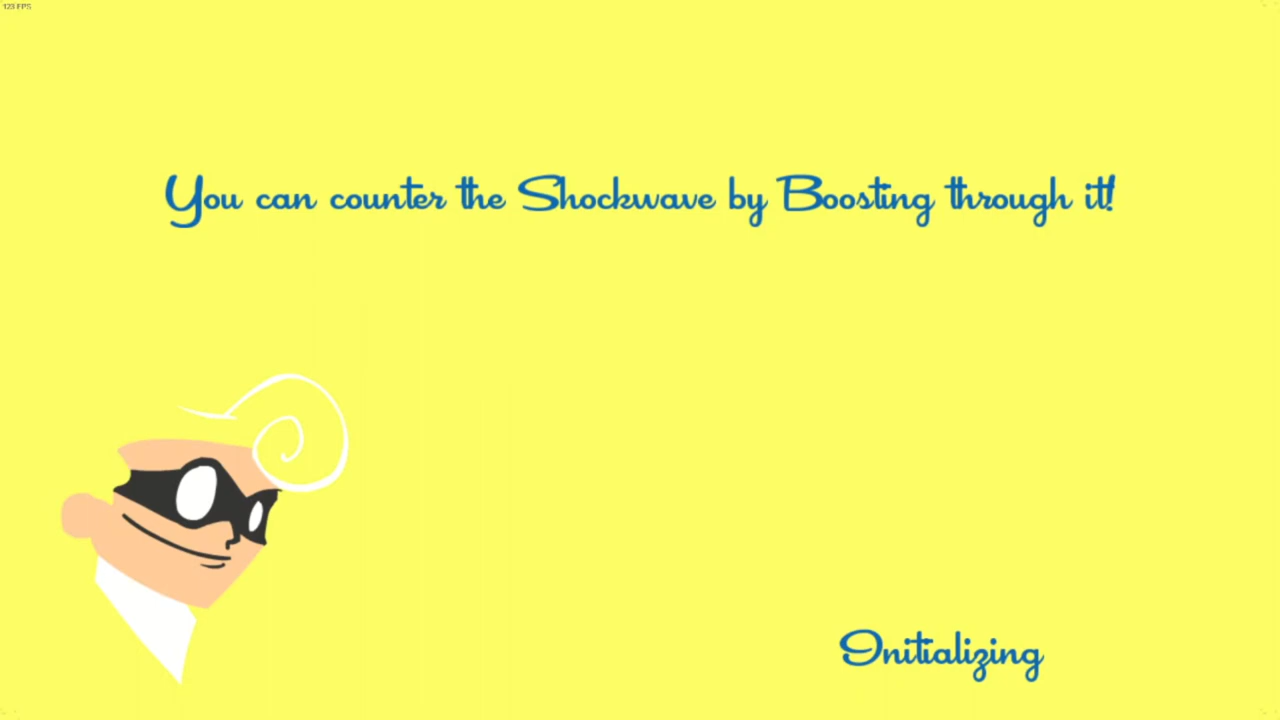 123 FPS
You can counter the Shockwave by Boosting through it!
Initializing